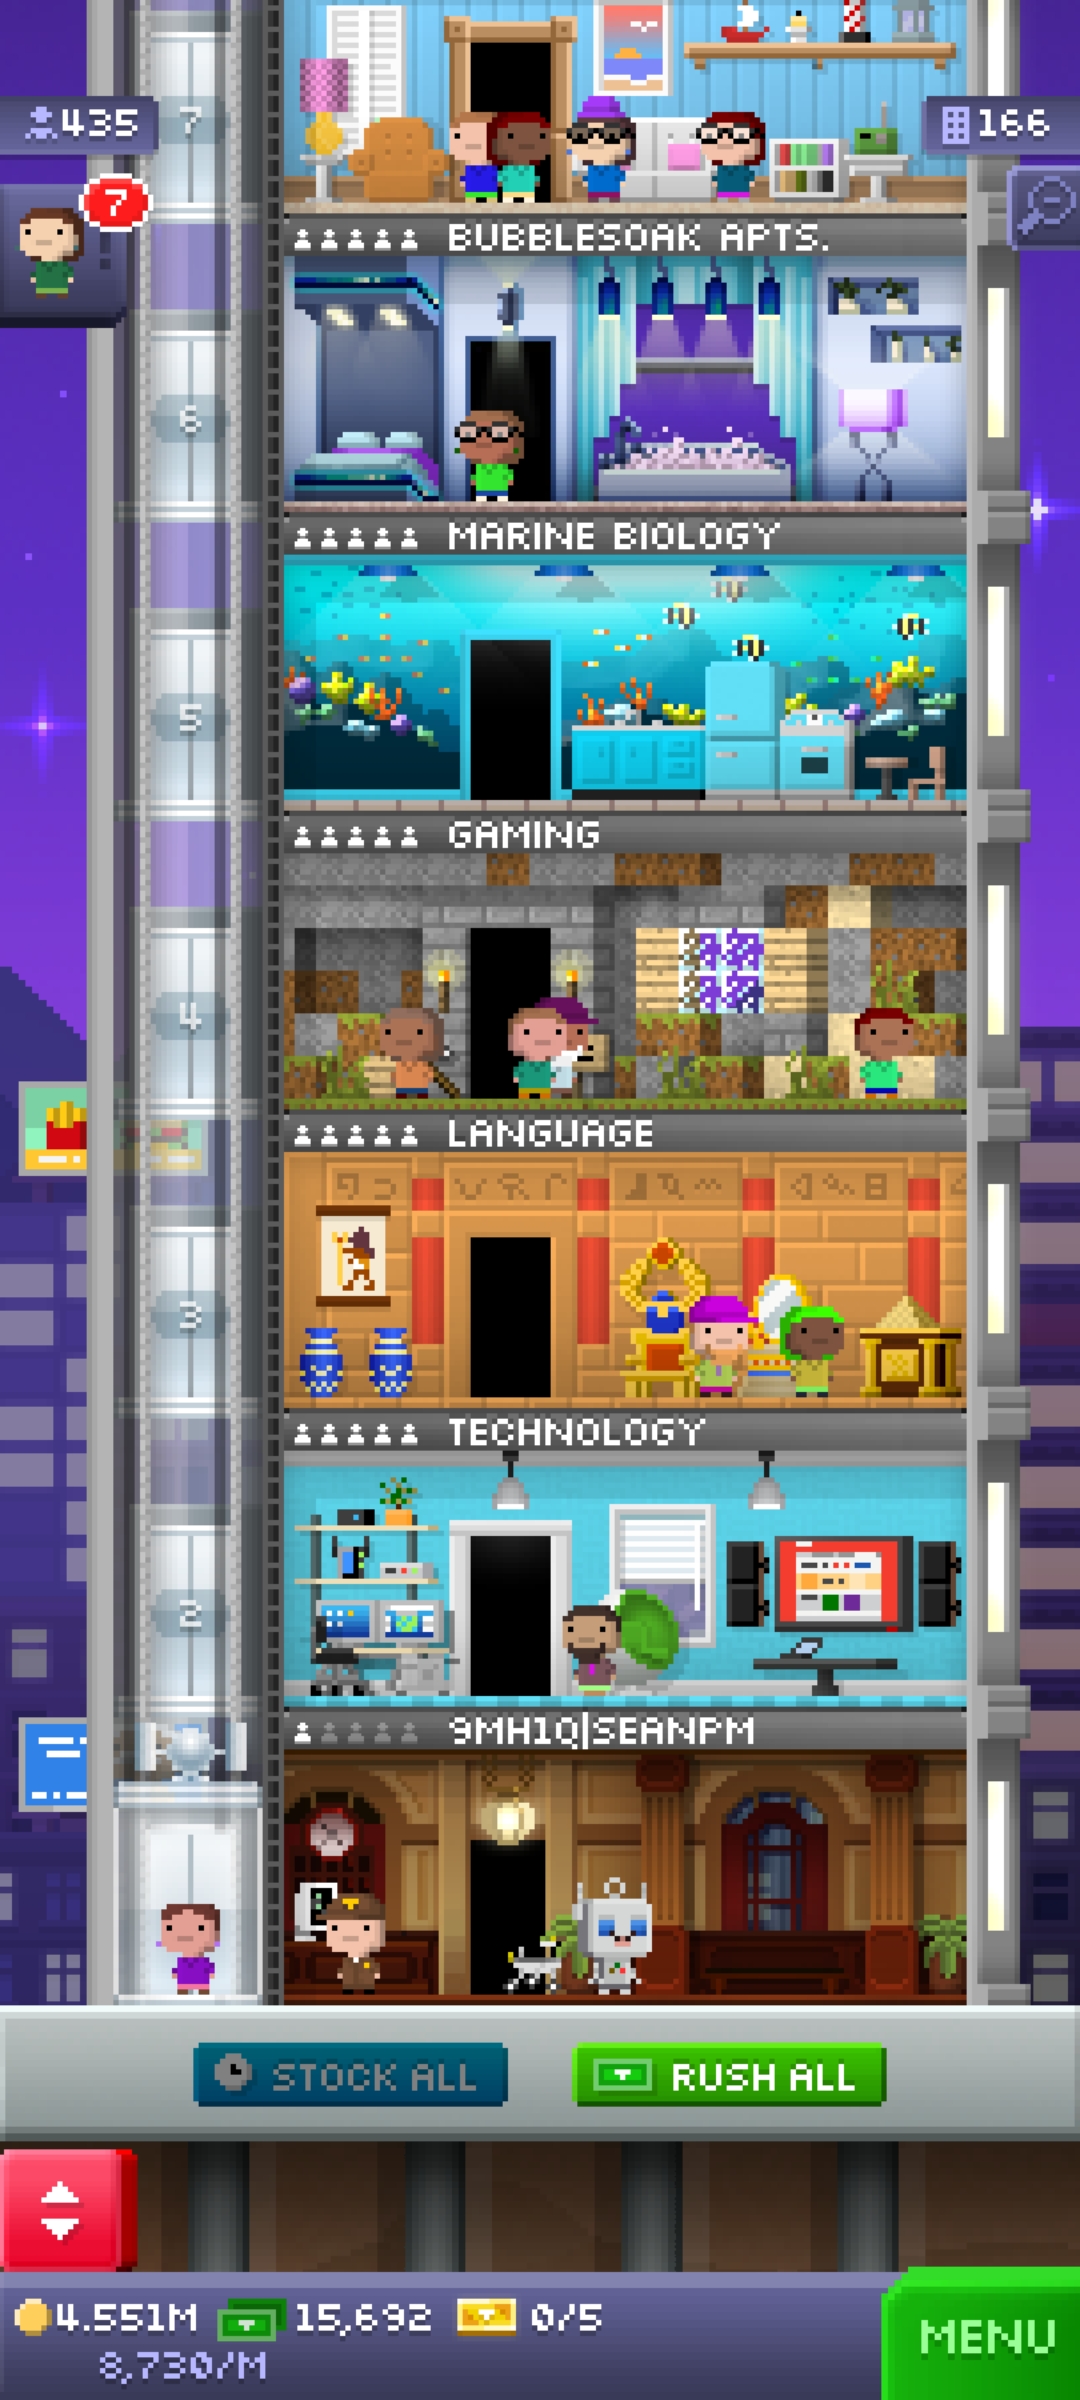 7
435
166
7
BUBBLESOAK APTS.
6
MARINE BIOLOGY
5
GAMING
4
LANGUAGE
3
TECHNOLOGY
2
9MH1Q|SEANPM
1
STOCK ALL
RUSH ALL
4.551M
15,692
0/5
8,730/M
MENU